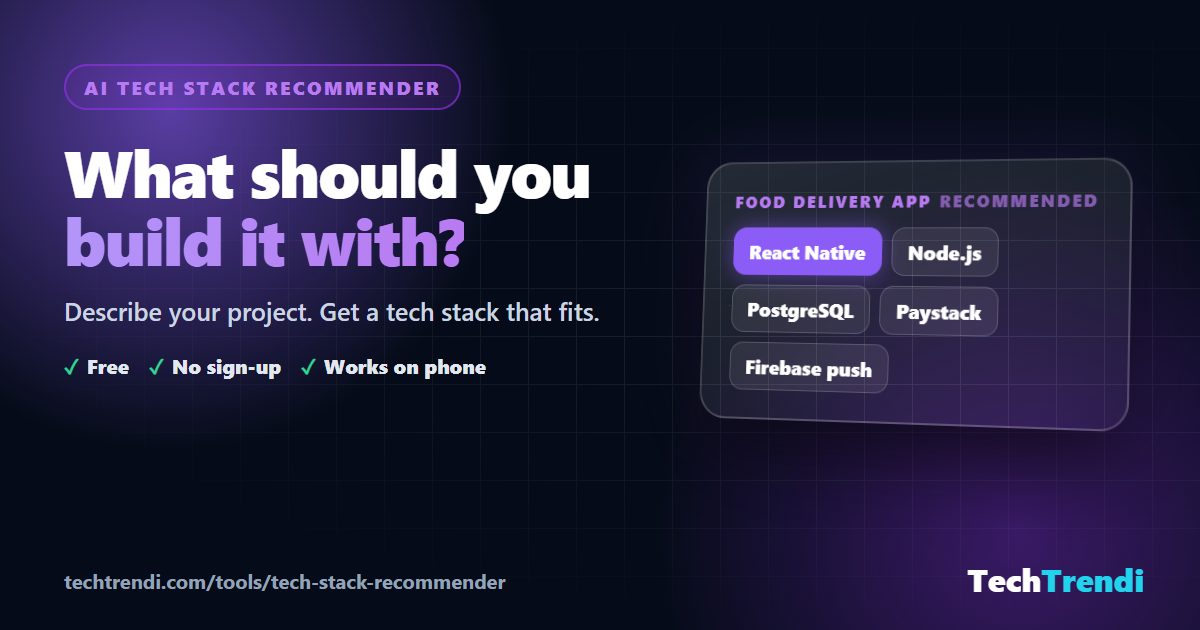 AI TECH STACK RECOMMENDER
What should you
build it with?
Describe your project. Get a tech stack that fits.
✓ Free ✓ No sign-up ✓ Works on phone
FOOD DELIVERY APP RECOMMENDED
React Native Node.js
PostgreSQL Paystack
Firebase push
techtrendi.com/tools/tech-stack-recommender
TechTrendi